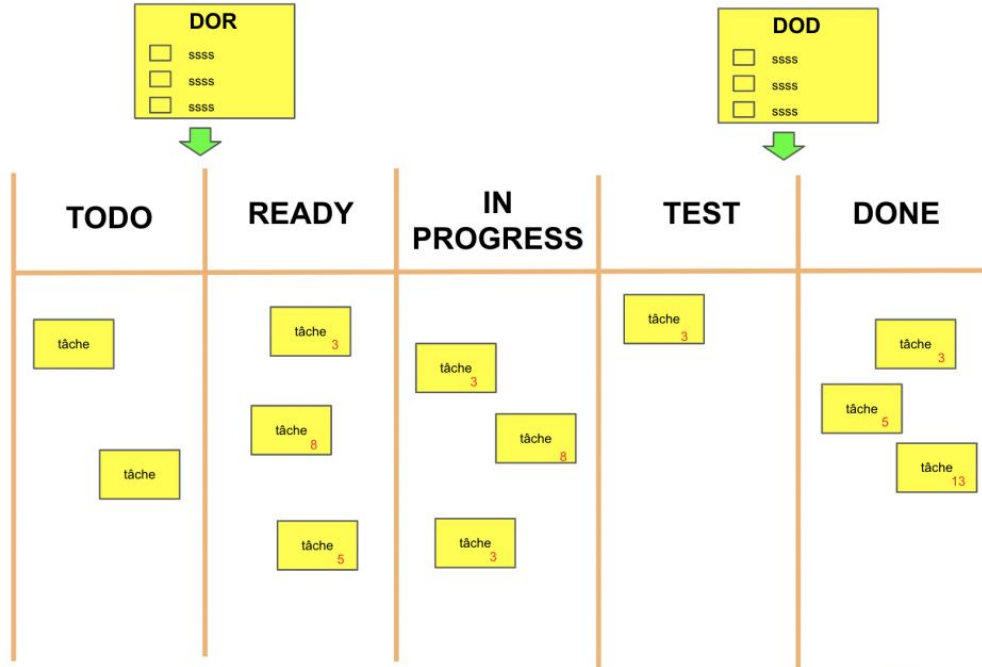 DOR
ssss
ssss
ssss
DOD
ssss
ssss
ssss
TODO
READY
IN
PROGRESS
TEST
DONE
tâche
tâche
tâche
3
tâche
8
tâche
5
tâche
3
tâche
8
tâche
3
tâche
3
tâche
3
tâche
5
tâche
13